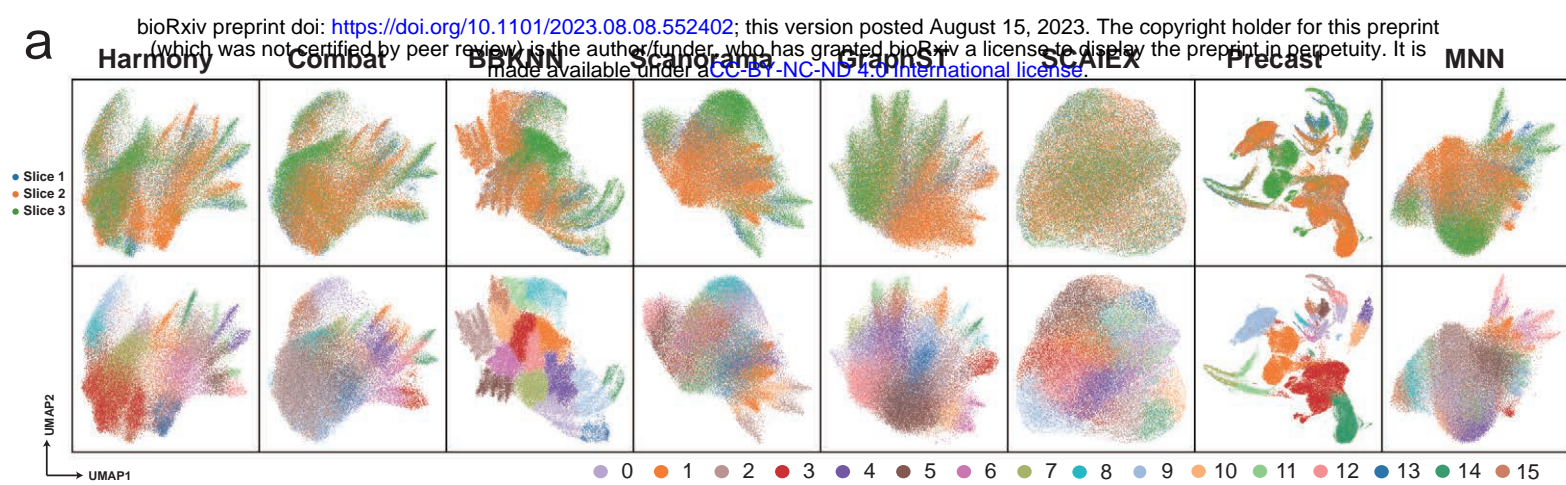 bioRxiv preprint doi: https://doi.org/10.1101/2023.08.08.552402; this version posted August 15, 2023. The copyright holder for this preprint
(which was not certified by peer review) is the author/funder, who has granted bioRxiv a license to display the preprint in perpetuity. It is
made available under aCC-BY-NC-ND 4.0 International license.
a
Harmony Combat BBKNN Scanorama GraphST SCAlEX Precast MNN
Slice 1
Slice 2
Slice 3
UMAP2
UMAP1
0 1 2 3 4 5 6 7 8 9 10 11 12 13 14 15